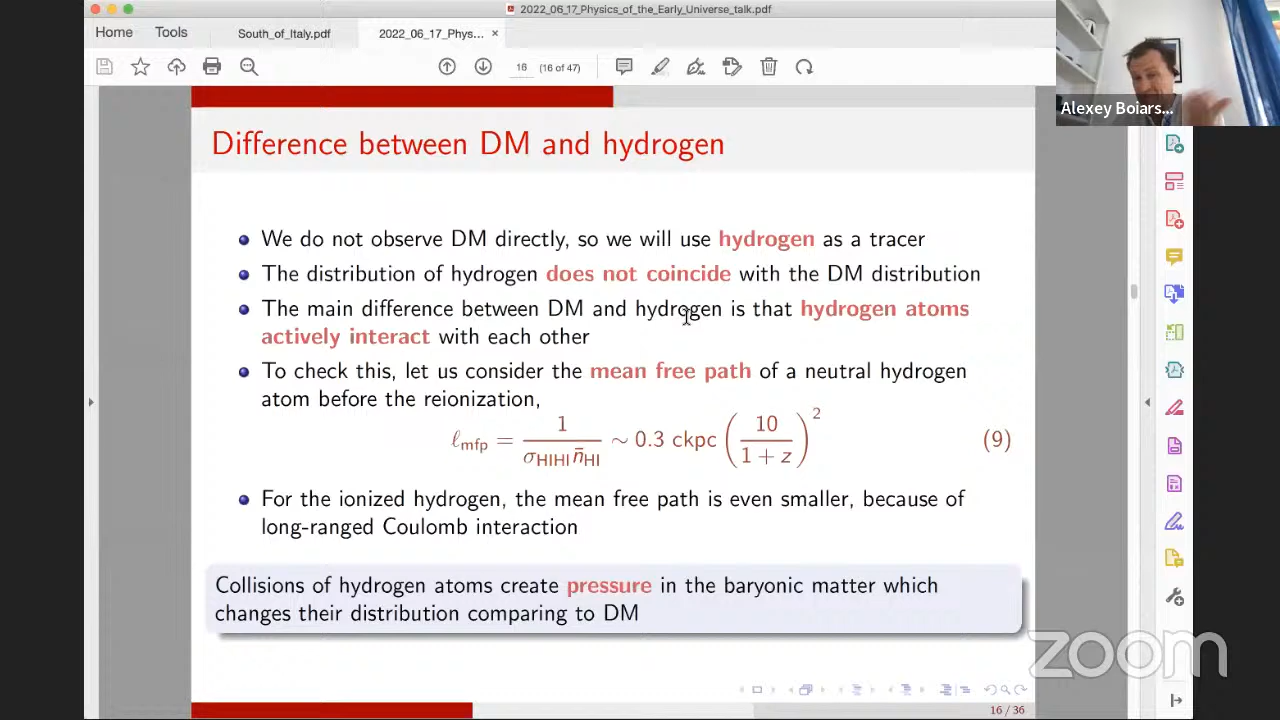 2022_06_17_Physics_of_the_Early_Universe_talk.pdf
Home Tools South_of_Italy.pdf 2022_06_17_Phys... ×
16 (16 of 47)
Alexey Boiars...
Difference between DM and hydrogen
We do not observe DM directly, so we will use hydrogen as a tracer
The distribution of hydrogen does not coincide with the DM distribution
The main difference between DM and hydrogen is that hydrogen atoms
actively interact with each other
To check this, let us consider the mean free path of a neutral hydrogen
atom before the reionization,
ℓmfp = 1 / (σHIHI n̄HI) ∼ 0.3 ckpc (10 / (1 + z))² (9)
For the ionized hydrogen, the mean free path is even smaller, because of
long-ranged Coulomb interaction
Collisions of hydrogen atoms create pressure in the baryonic matter which
changes their distribution comparing to DM
zoom
16 / 36